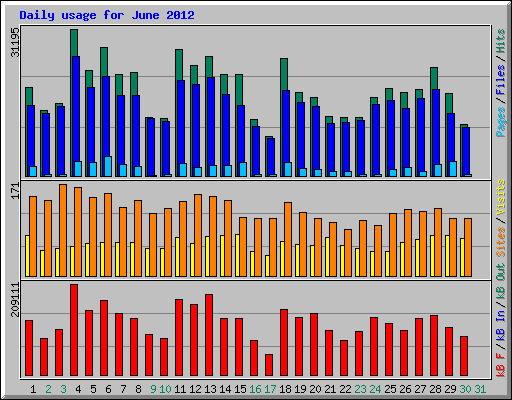 Daily usage for June 2012
31195
Pages / Files / Hits
171
Sites / Visits
209111
kB F / kB In / kB Out
1 2 3 4 5 6 7 8 9 10 11 12 13 14 15 16 17 18 19 20 21 22 23 24 25 26 27 28 29 30 31